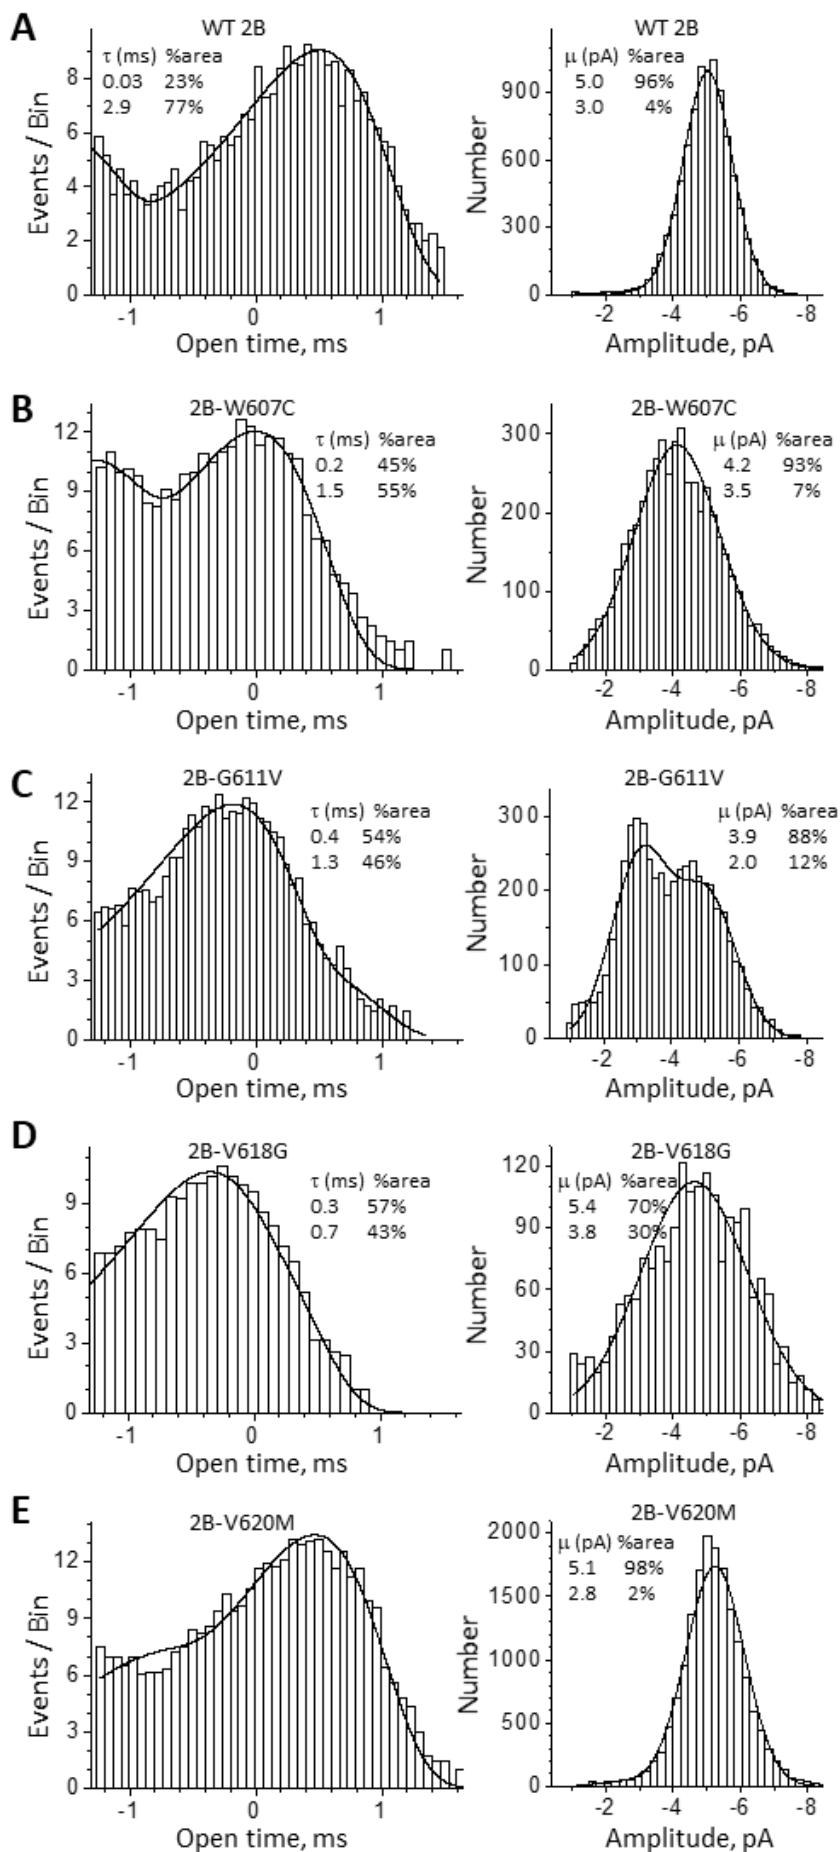 A
WT 2B
τ (ms) %area
0.03 23%
2.9 77%
Events / Bin
8
6
4
2
0
-1 0 1
Open time, ms
WT 2B
μ (pA) %area
5.0 96%
3.0 4%
Number
900
600
300
0
-2 -4 -6 -8
Amplitude, pA
B
2B-W607C
τ (ms) %area
0.2 45%
1.5 55%
Events / Bin
12
9
6
3
0
-1 0 1
Open time, ms
2B-W607C
μ (pA) %area
4.2 93%
3.5 7%
Number
300
200
100
0
-2 -4 -6 -8
Amplitude, pA
C
2B-G611V
τ (ms) %area
0.4 54%
1.3 46%
Events / Bin
12
9
6
3
0
-1 0 1
Open time, ms
2B-G611V
μ (pA) %area
3.9 88%
2.0 12%
Number
300
200
100
0
-2 -4 -6 -8
Amplitude, pA
D
2B-V618G
τ (ms) %area
0.3 57%
0.7 43%
Events / Bin
9
6
3
0
-1 0 1
Open time, ms
2B-V618G
μ (pA) %area
5.4 70%
3.8 30%
Number
120
90
60
30
0
-2 -4 -6 -8
Amplitude, pA
E
2B-V620M
Events / Bin
12
9
6
3
0
-1 0 1
Open time, ms
2B-V620M
μ (pA) %area
5.1 98%
2.8 2%
Number
2000
1500
1000
500
0
-2 -4 -6 -8
Amplitude, pA